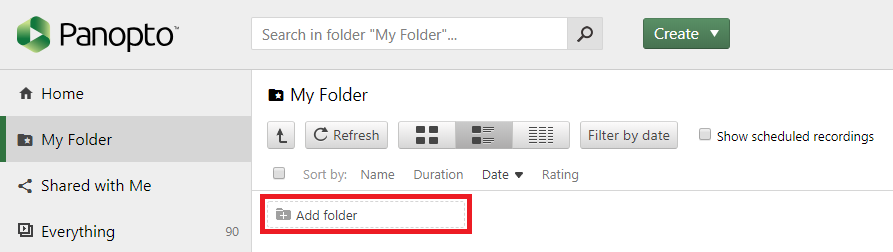 Panopto™
Search in folder "My Folder"...
Create
Home
My Folder
Shared with Me
Everything 90
My Folder
Refresh
Filter by date
Show scheduled recordings
Sort by: Name Duration Date Rating
Add folder